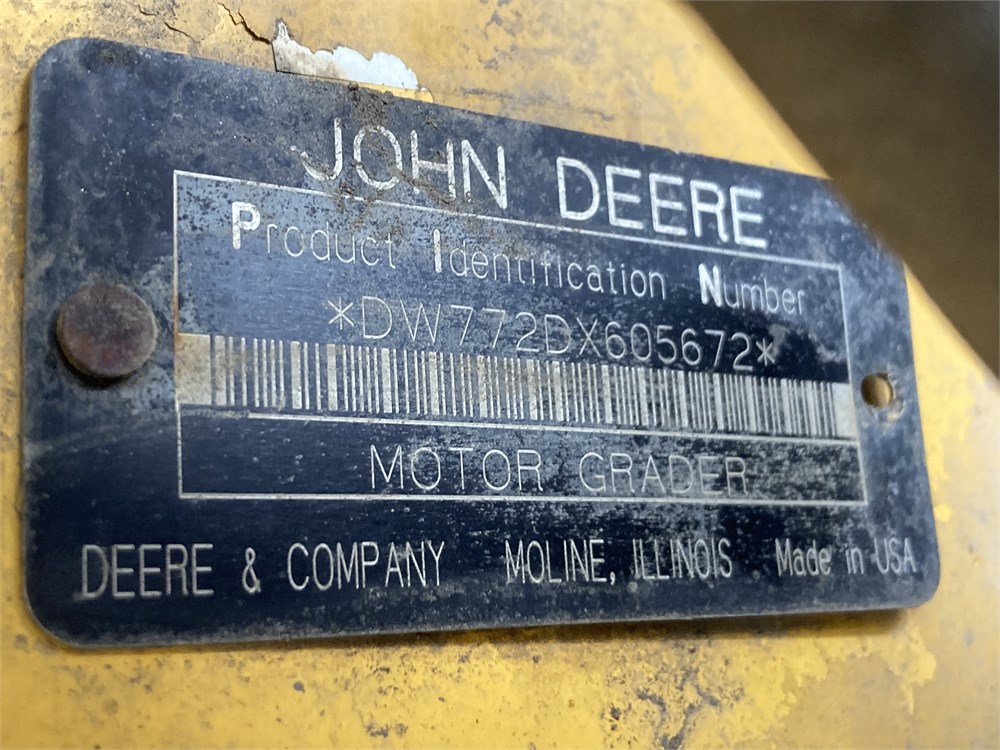 JOHN DEERE
Product Identification Number
*DW772DX605672*
MOTOR GRADER
DEERE & COMPANY MOLINE, ILLINOIS Made in USA